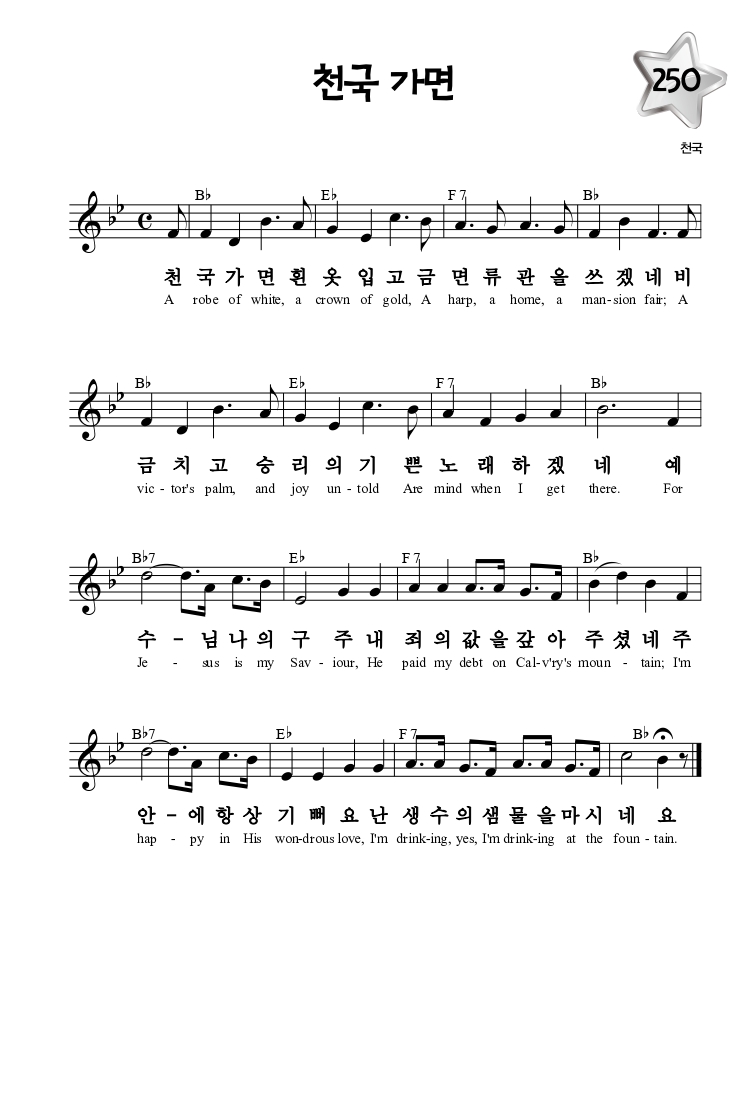 천국 가면
250
천국
B♭ E♭ F7 B♭
천 국 가 면 흰 옷 입 고 금 면 류 관 을 쓰 겠 네 비
A robe of white, a crown of gold, A harp, a home, a man-sion fair; A
B♭ E♭ F7 B♭
금 치 고 승 리 의 기 쁜 노 래 하 겠 네 예
vic - tor's palm, and joy un - told Are mind when I get there. For
B♭7 E♭ F7 B♭
수 - 님 나 의 구 주 내 죄 의 값 을 갚 아 주 셨 네 주
Je - sus is my Sav - iour, He paid my debt on Cal-v'ry's moun - tain; I'm
B♭7 E♭ F7 B♭
안 - 에 항 상 기 뻐 요 난 생 수 의 샘 물 을 마 시 네 요
hap - py in His won-drous love, I'm drink-ing, yes, I'm drink-ing at the foun - tain.